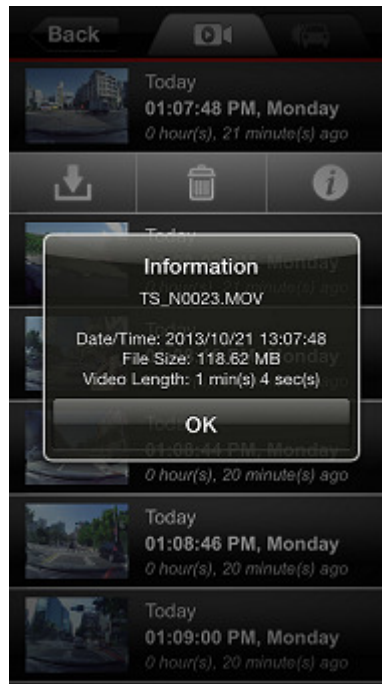 Back
Today
01:07:48 PM, Monday
0 hour(s), 21 minute(s) ago
Information
TS_N0023.MOV
Date/Time: 2013/10/21 13:07:48
File Size: 118.62 MB
Video Length: 1 min(s) 4 sec(s)
OK
0 hour(s), 20 minute(s) ago
Today
01:08:46 PM, Monday
0 hour(s), 20 minute(s) ago
Today
01:09:00 PM, Monday
0 hour(s), 20 minute(s) ago